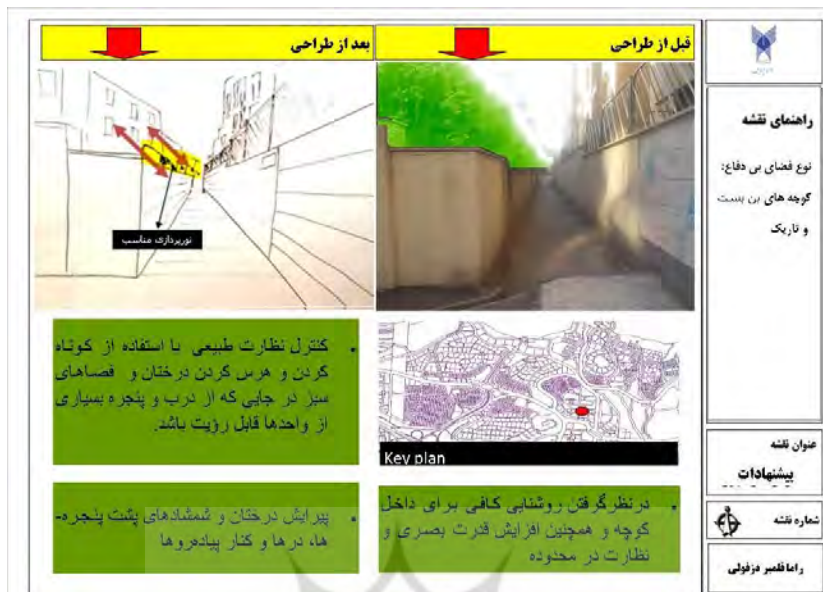 قبل از طراحی
بعد از طراحی
نورپردازی مناسب
Key plan
• کنترل نظارت طبیعی با استفاده از کوتاه
کردن و هرس کردن درختان و فضاهای
سبز در جایی که از درب و پنجره بسیاری
از واحدها قابل رؤیت باشد.
• درنظرگرفتن روشنایی کافی برای داخل
کوچه و همچنین افزایش قدرت بصری و
نظارت در محدوده
• پیرایش درختان و شمشادهای پشت پنجره-
ها، درها و کنار پیاده‌روها
راهنمای نقشه
نوع فضای بی دفاع:
کوچه های بن بست
و تاریک
عنوان نقشه
پیشنهادات
شماره نقشه
دزفولی